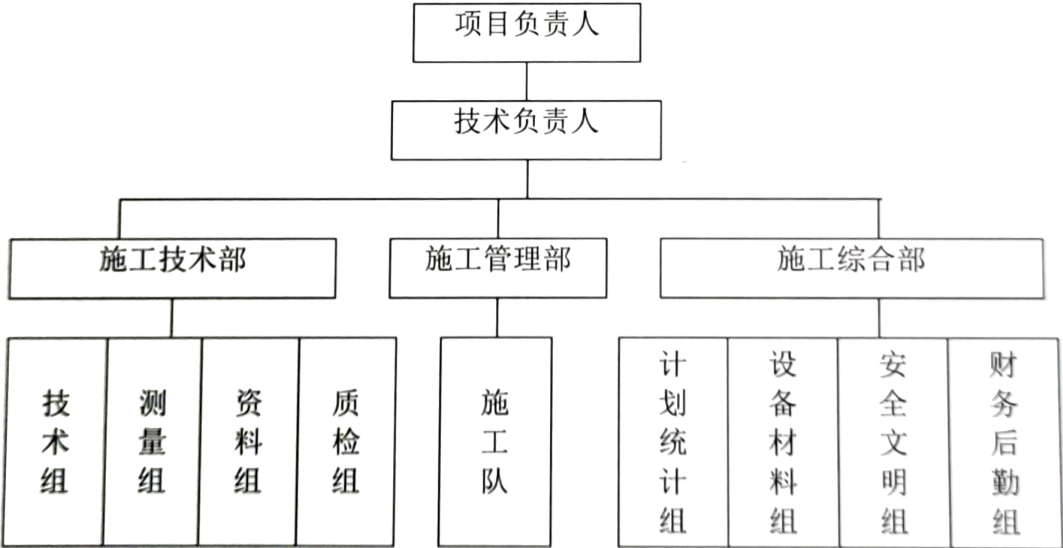 项目负责人
技术负责人
施工技术部
施工管理部
施工综合部
技术组
测量组
资料组
质检组
施工队
计划统计组
设备材料组
安全文明组
财务后勤组